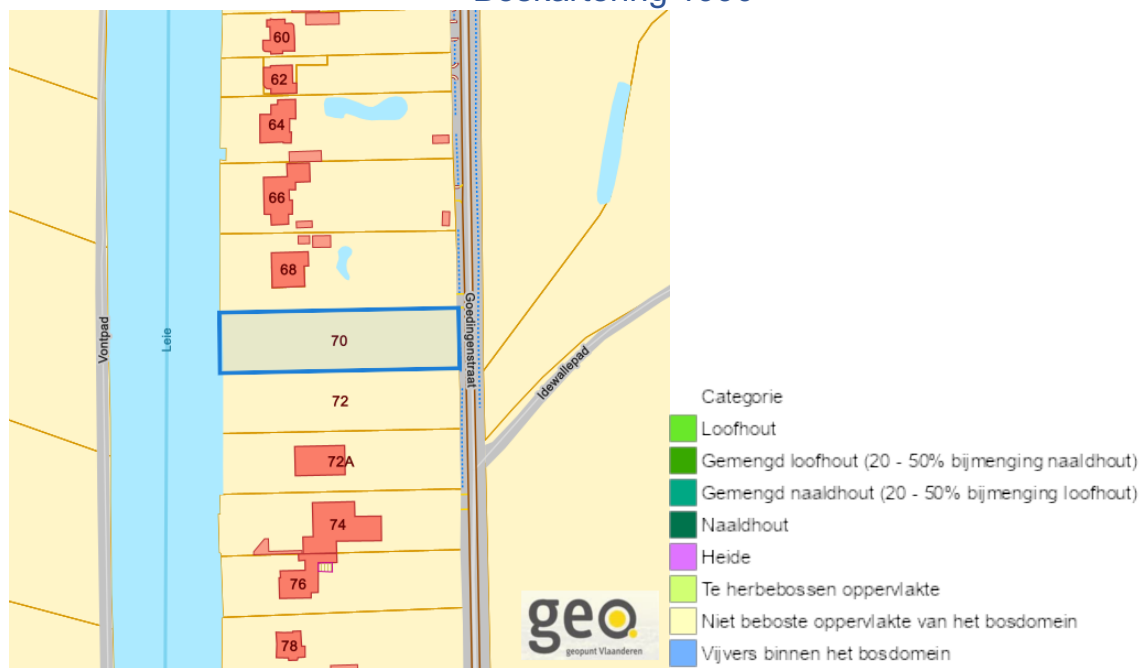 60
62
64
66
68
70
72
72A
74
76
78
Vontpad
Leie
Goedingenstraat
Idewallepad
geo.
geopunt Vlaanderen
Categorie
Loofhout
Gemengd loofhout (20 - 50% bijmenging naaldhout)
Gemengd naaldhout (20 - 50% bijmenging loofhout)
Naaldhout
Heide
Te herbebossen oppervlakte
Niet beboste oppervlakte van het bosdomein
Vijvers binnen het bosdomein